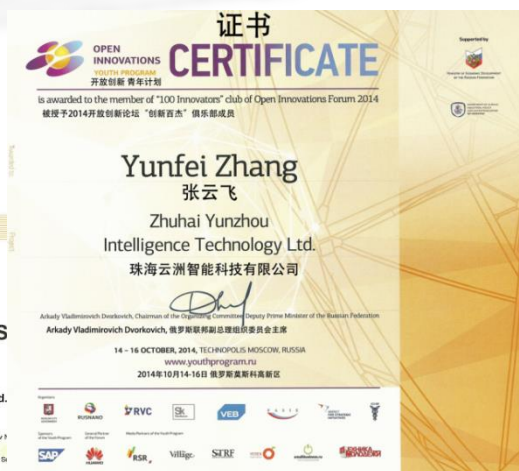 证书
OPEN
INNOVATIONS
YOUTH PROGRAM
开放创新 青年计划
CERTIFICATE
is awarded to the member of "100 Innovators" club of Open Innovations Forum 2014
被授予2014开放创新论坛 “创新百杰” 俱乐部成员
Yunfei Zhang
张云飞
Zhuhai Yunzhou
Intelligence Technology Ltd.
珠海云洲智能科技有限公司
Arkady Vladimirovich Dvorkovich, Chairman of the Organizing Committee Deputy Prime Minister of the Russian Federation
Arkady Vladimirovich Dvorkovich, 俄罗斯联邦副总理组织委员会主席
14 – 16 OCTOBER, 2014, TECHNOPOLIS MOSCOW, RUSSIA
www.youthprogram.ru
2014年10月14-16日 俄罗斯莫斯科高新区
Supported by
RUSNANO
RVC
Sk
VEB
SAP
HUAWEI
RSR
Village.
ТЕХНИКА
МОЛОДЕЖИ